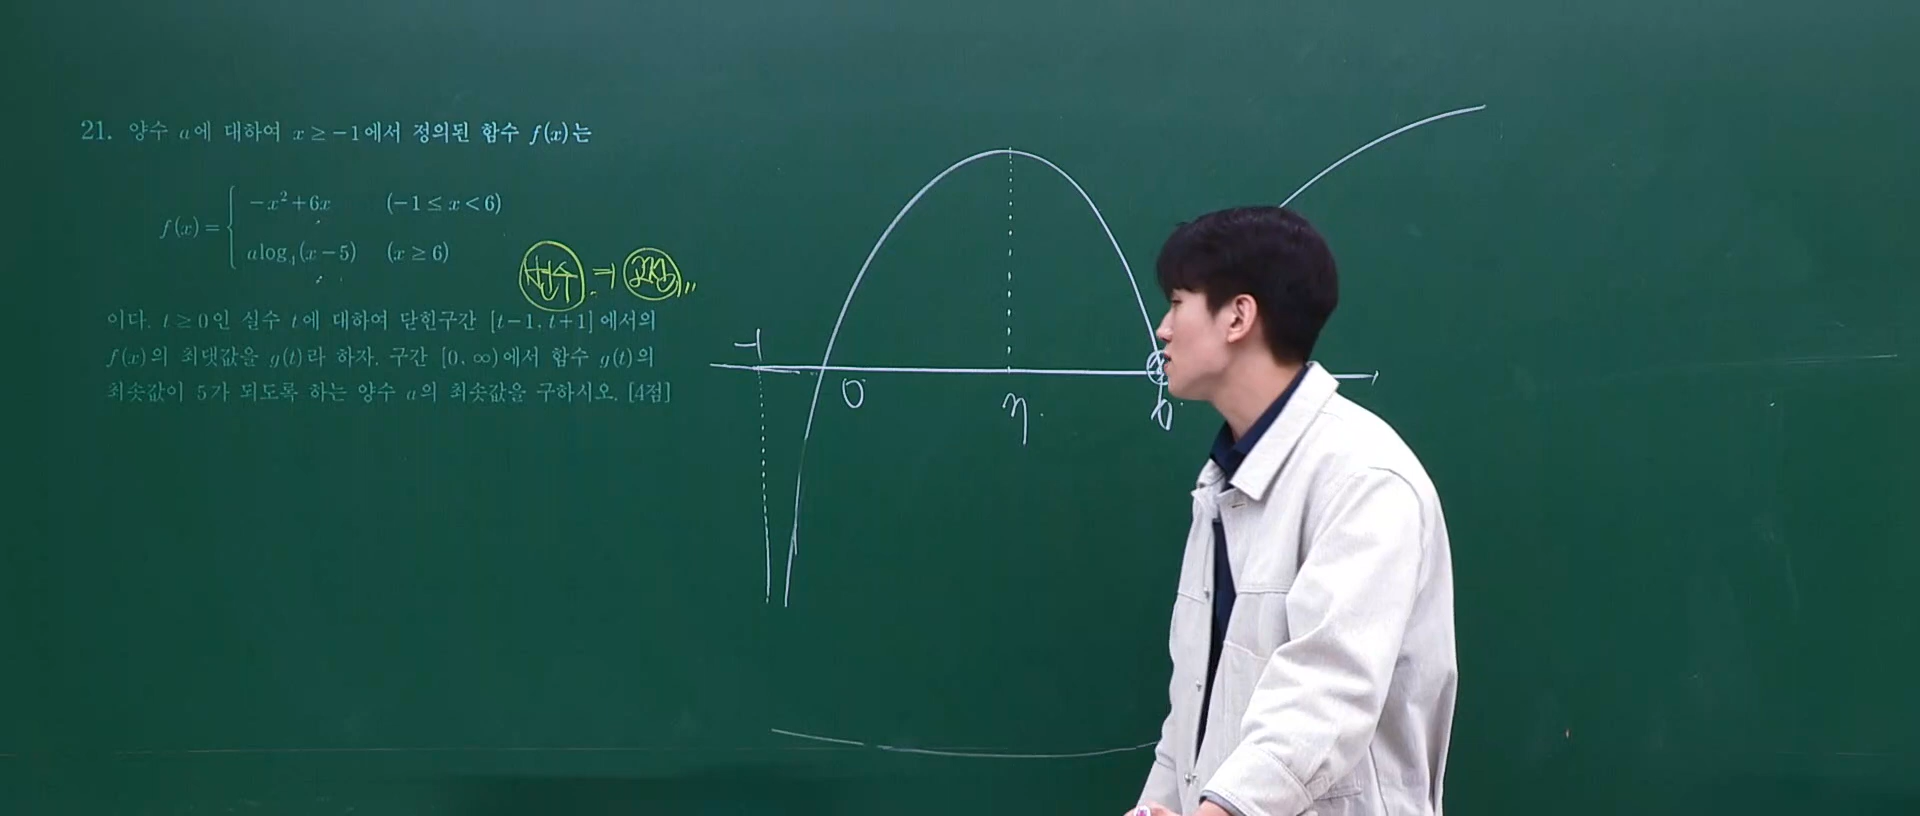 21. 양수 a에 대하여 x ≥ -1에서 정의된 함수 f(x)는
f(x) = { -x²+6x (-1 ≤ x < 6)
a log₄(x-5) (x ≥ 6)
이다. t ≥ 0인 실수 t에 대하여 닫힌구간 [t-1, t+1]에서의
f(x)의 최댓값을 g(t)라 하자. 구간 [0, ∞)에서 함수 g(t)의
최솟값이 5가 되도록 하는 양수 a의 최솟값을 구하시오. [4점]
-1
0
6